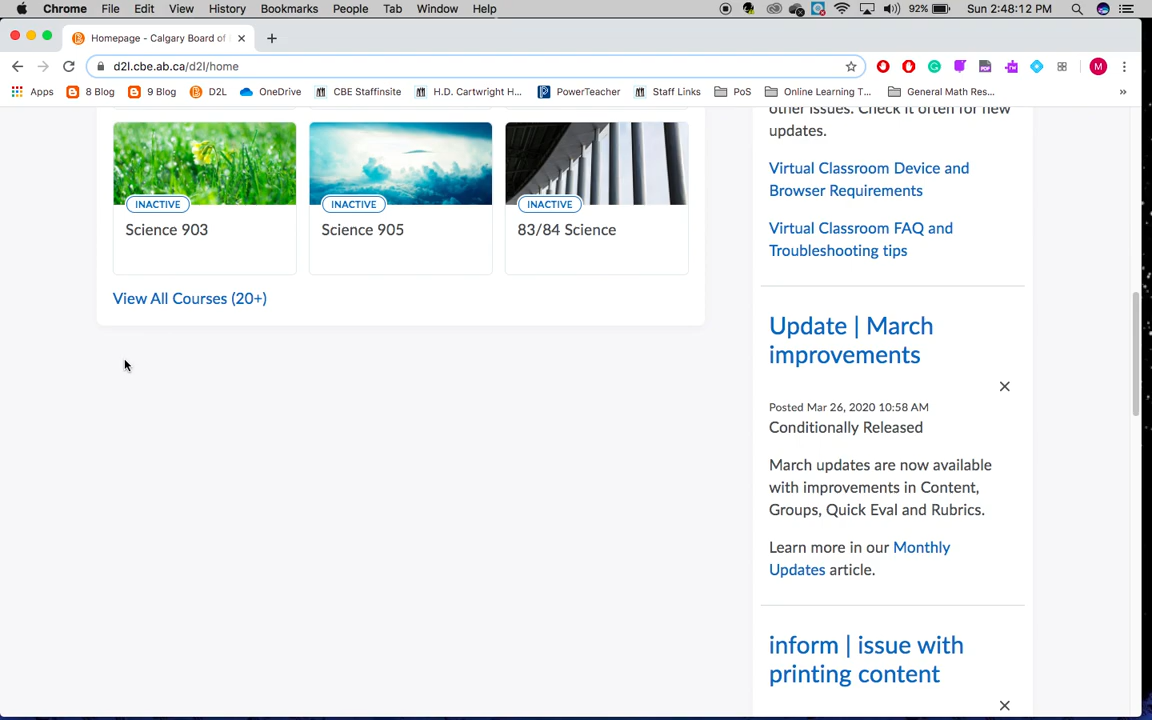 Chrome File Edit View History Bookmarks People Tab Window Help 92% Sun 2:48:12 PM
Homepage - Calgary Board of
d2l.cbe.ab.ca/d2l/home
Apps 8 Blog 9 Blog D2L OneDrive CBE Staffinsite H.D. Cartwright H... PowerTeacher Staff Links PoS Online Learning T... General Math Res... »
INACTIVE INACTIVE INACTIVE
Science 903 Science 905 83/84 Science
View All Courses (20+)
other issues. Check it often for new
updates.
Virtual Classroom Device and
Browser Requirements
Virtual Classroom FAQ and
Troubleshooting tips
Update | March
improvements
Posted Mar 26, 2020 10:58 AM
Conditionally Released
March updates are now available
with improvements in Content,
Groups, Quick Eval and Rubrics.
Learn more in our Monthly
Updates article.
inform | issue with
printing content